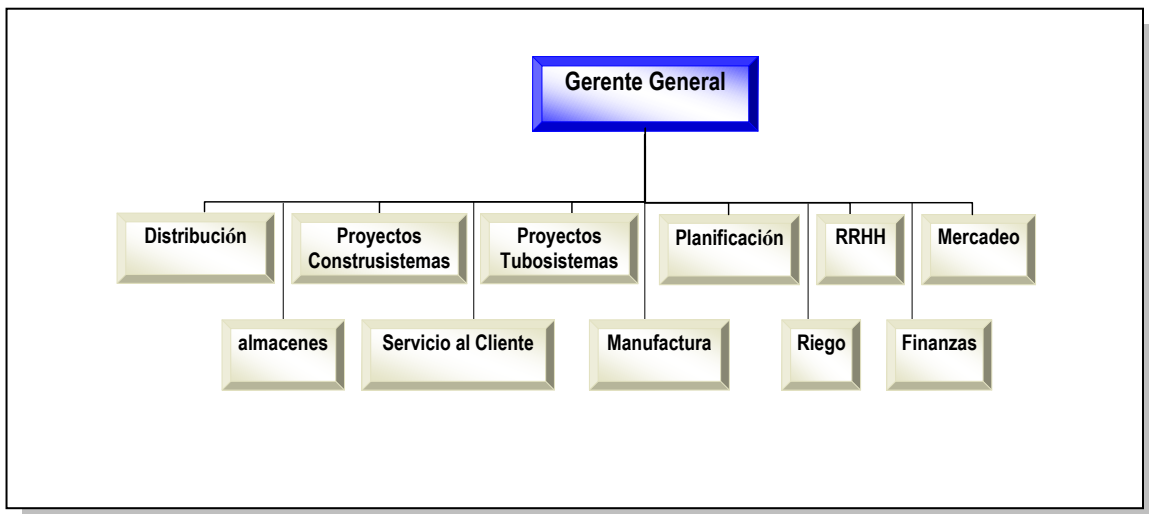 Gerente General
Distribución
Proyectos
Construsistemas
Proyectos
Tubosistemas
Planificación
RRHH
Mercadeo
almacenes
Servicio al Cliente
Manufactura
Riego
Finanzas